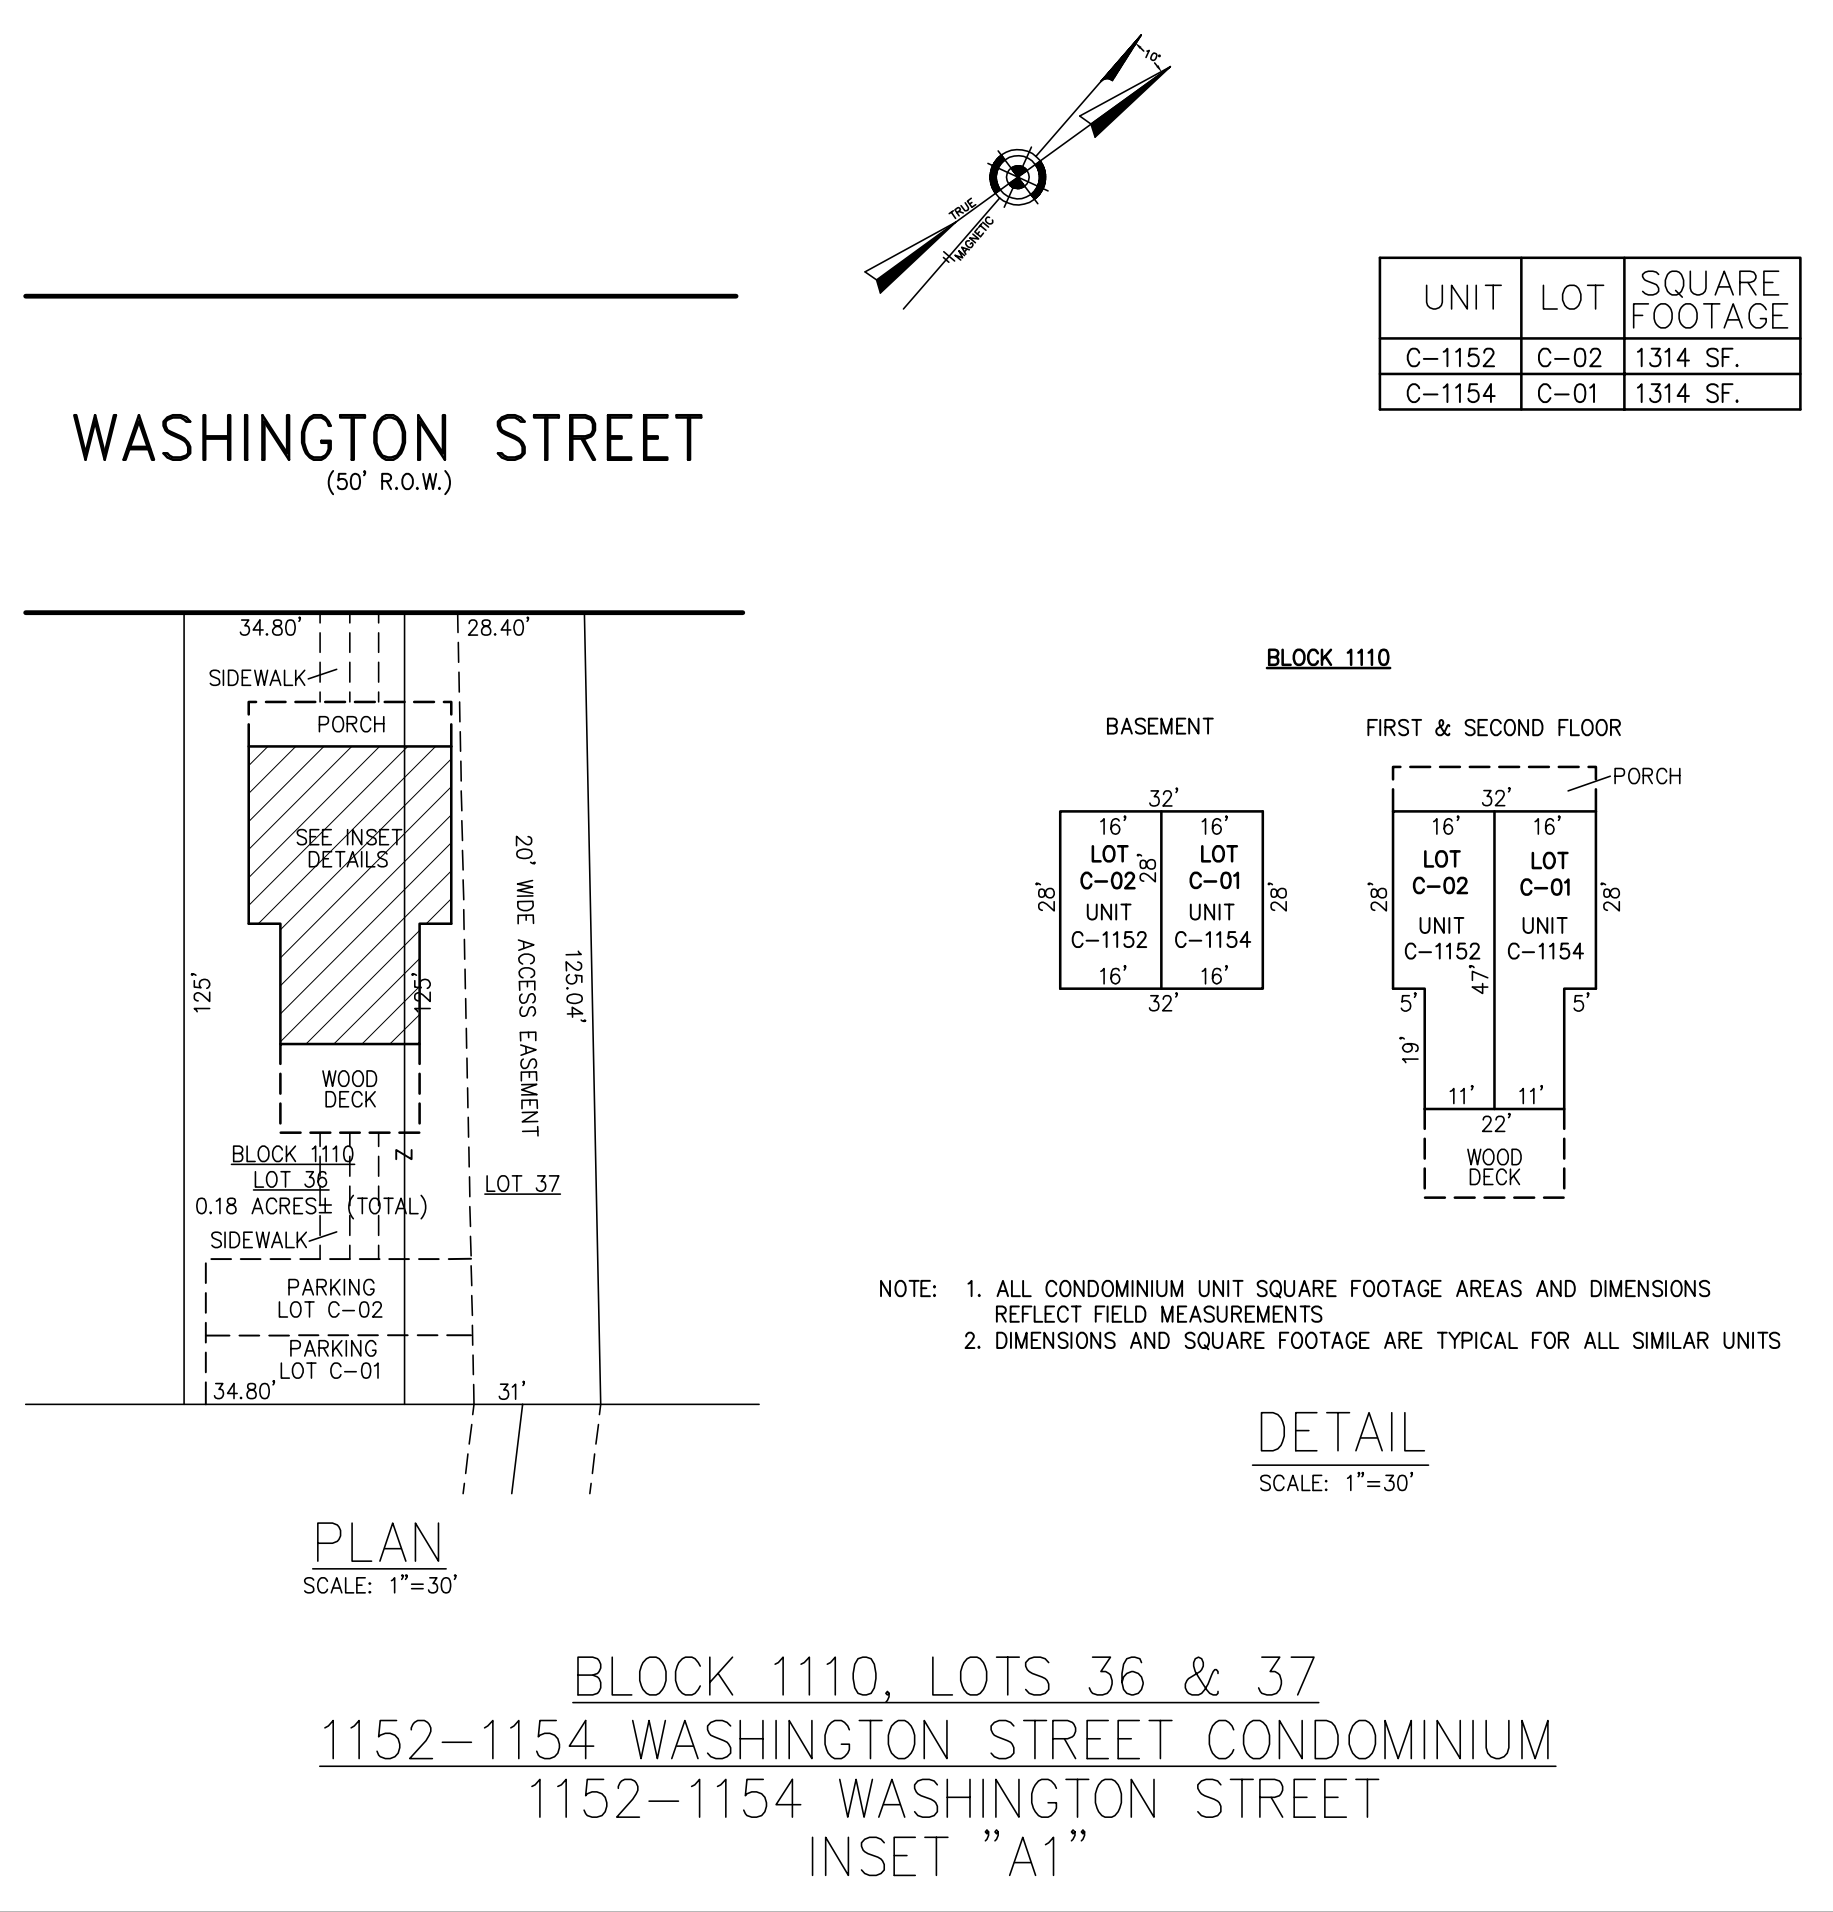 10°
TRUE
MAGNETIC
UNIT LOT SQUARE
FOOTAGE
C-1152 C-02 1314 SF.
C-1154 C-01 1314 SF.
WASHINGTON STREET
(50' R.O.W.)
34.80'
28.40'
SIDEWALK
PORCH
SEE INSET
DETAILS
125'
125'
20' WIDE ACCESS EASEMENT
125.04'
WOOD
DECK
BLOCK 1110
LOT 36
0.18 ACRES± (TOTAL)
Z
LOT 37
SIDEWALK
PARKING
LOT C-02
PARKING
LOT C-01
34.80'
31'
PLAN
SCALE: 1"=30'
BLOCK 1110
BASEMENT
32'
16' 16'
LOT
C-02
LOT
C-01
28'
28'
28'
UNIT
C-1152
UNIT
C-1154
16' 16'
32'
FIRST & SECOND FLOOR
PORCH
32'
16' 16'
LOT
C-02
LOT
C-01
28'
28'
UNIT
C-1152
UNIT
C-1154
47'
5' 5'
19'
11' 11'
22'
WOOD
DECK
NOTE: 1. ALL CONDOMINIUM UNIT SQUARE FOOTAGE AREAS AND DIMENSIONS
REFLECT FIELD MEASUREMENTS
2. DIMENSIONS AND SQUARE FOOTAGE ARE TYPICAL FOR ALL SIMILAR UNITS
DETAIL
SCALE: 1"=30'
BLOCK 1110, LOTS 36 & 37
1152-1154 WASHINGTON STREET CONDOMINIUM
1152-1154 WASHINGTON STREET
INSET "A1"